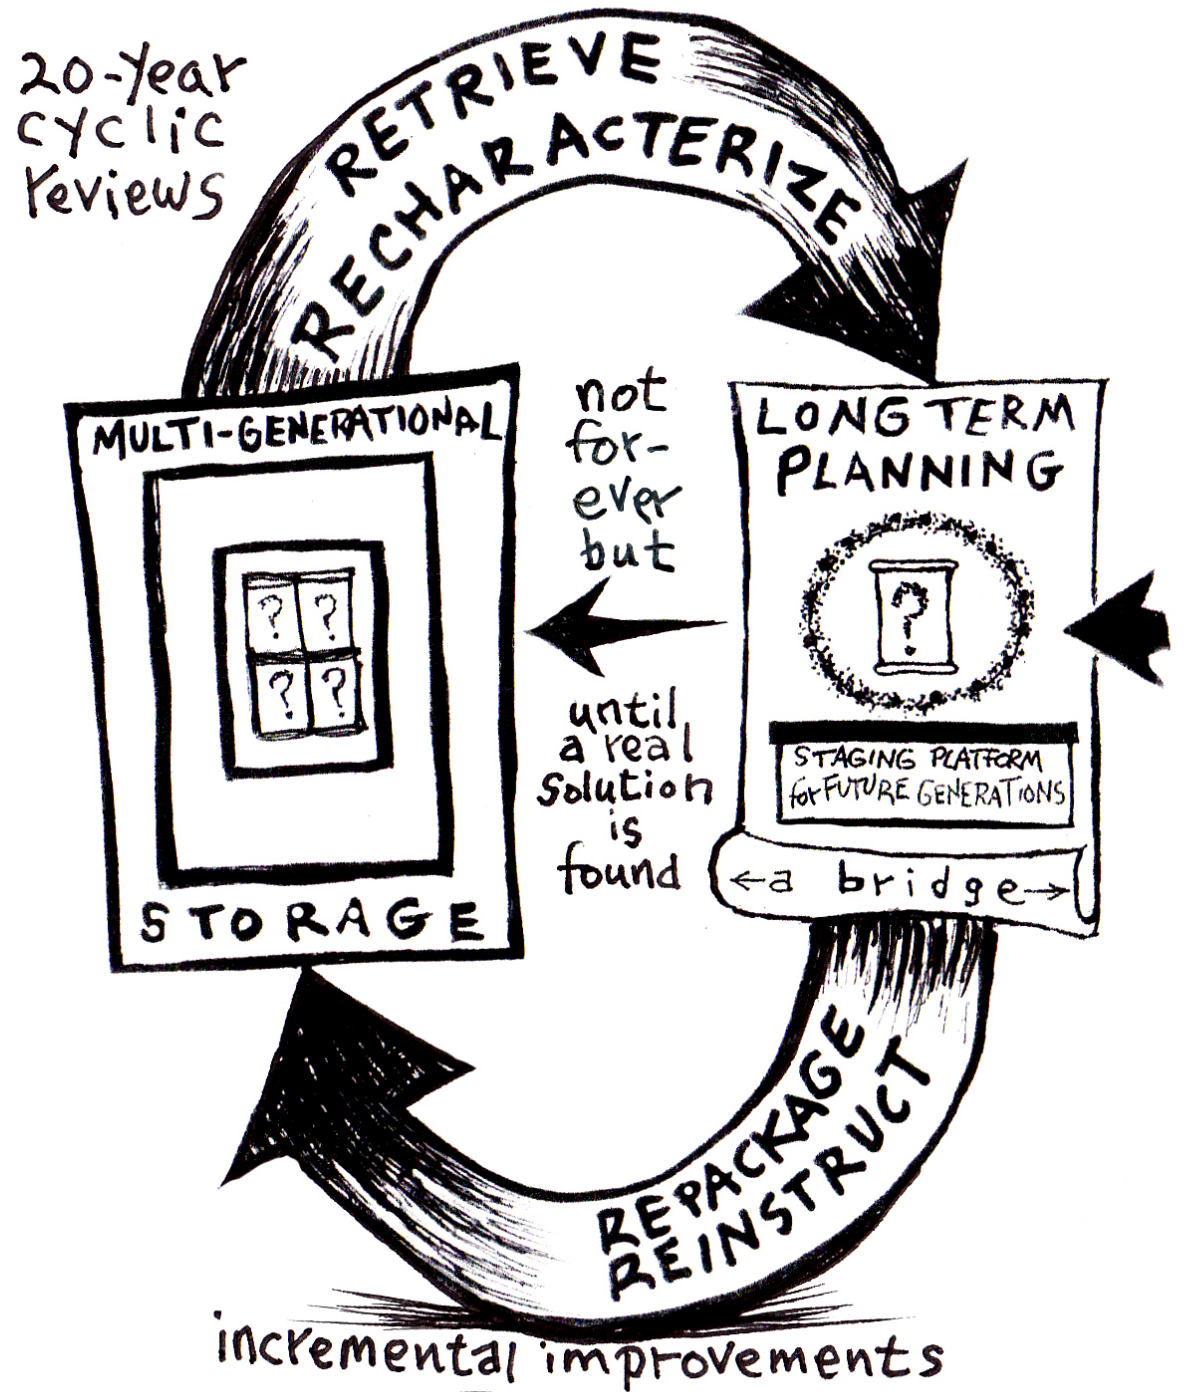 20-year
cyclic
reviews
RETRIEVE
RECHARACTERIZE
MULTI-GENERATIONAL
? ?
? ?
STORAGE
not
for-
ever
but
until
a real
solution
is
found
LONG TERM
PLANNING
?
STAGING PLATFORM
for FUTURE GENERATIONS
←a bridge→
REPACKAGE
REINSTRUCT
incremental improvements